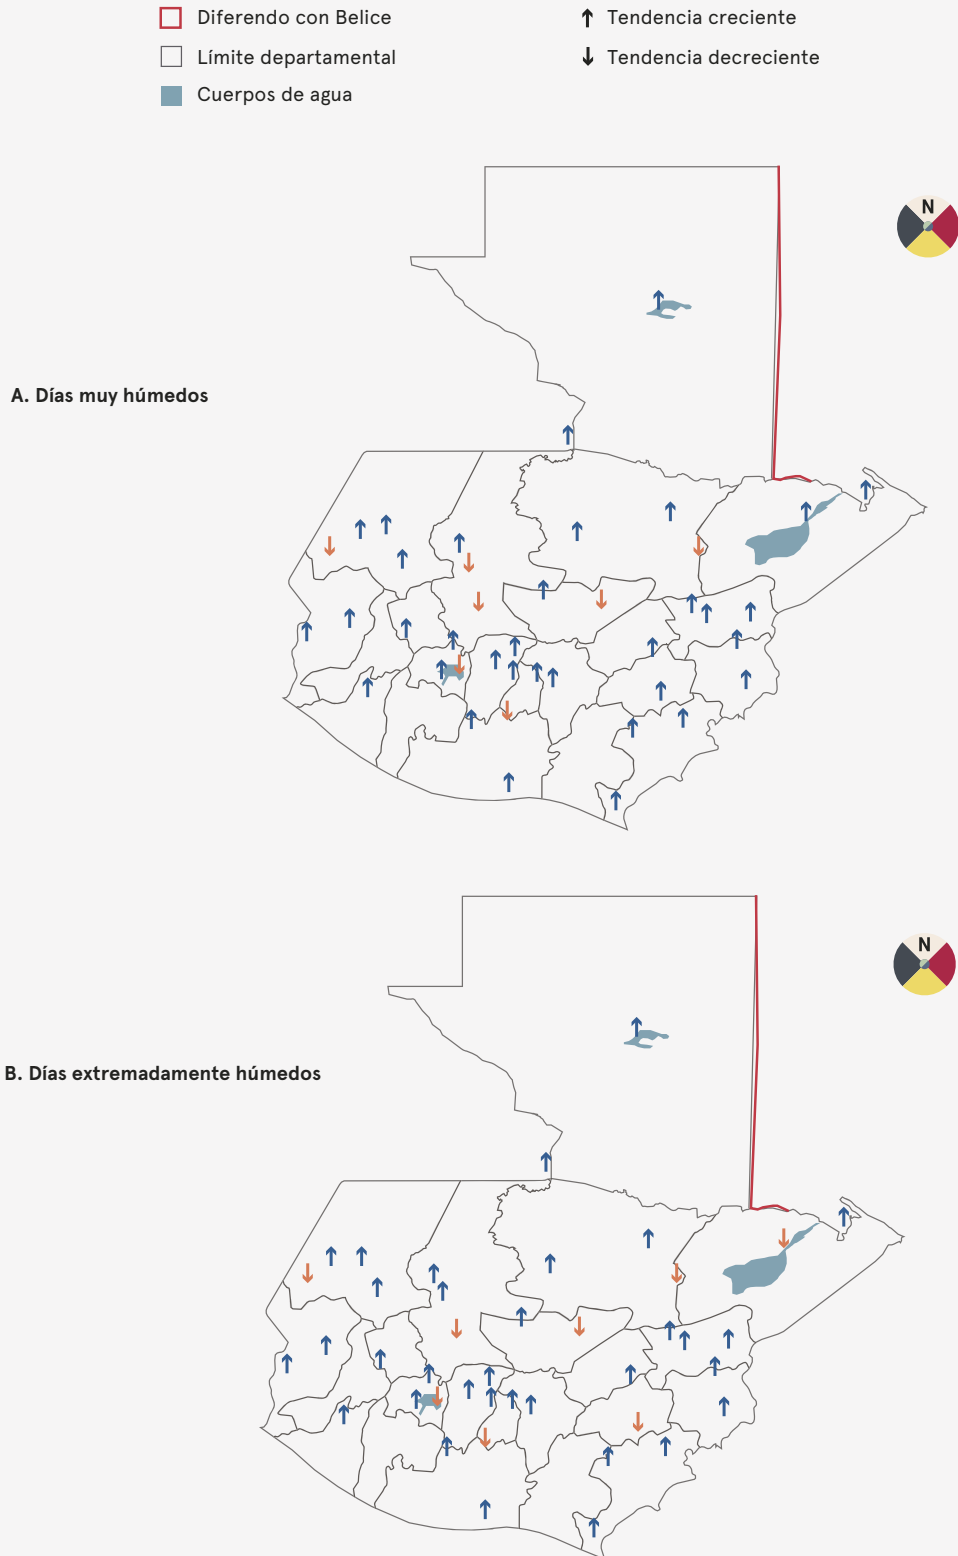 Diferendo con Belice
Tendencia creciente
Límite departamental
Tendencia decreciente
Cuerpos de agua
N
A. Días muy húmedos
N
B. Días extremadamente húmedos